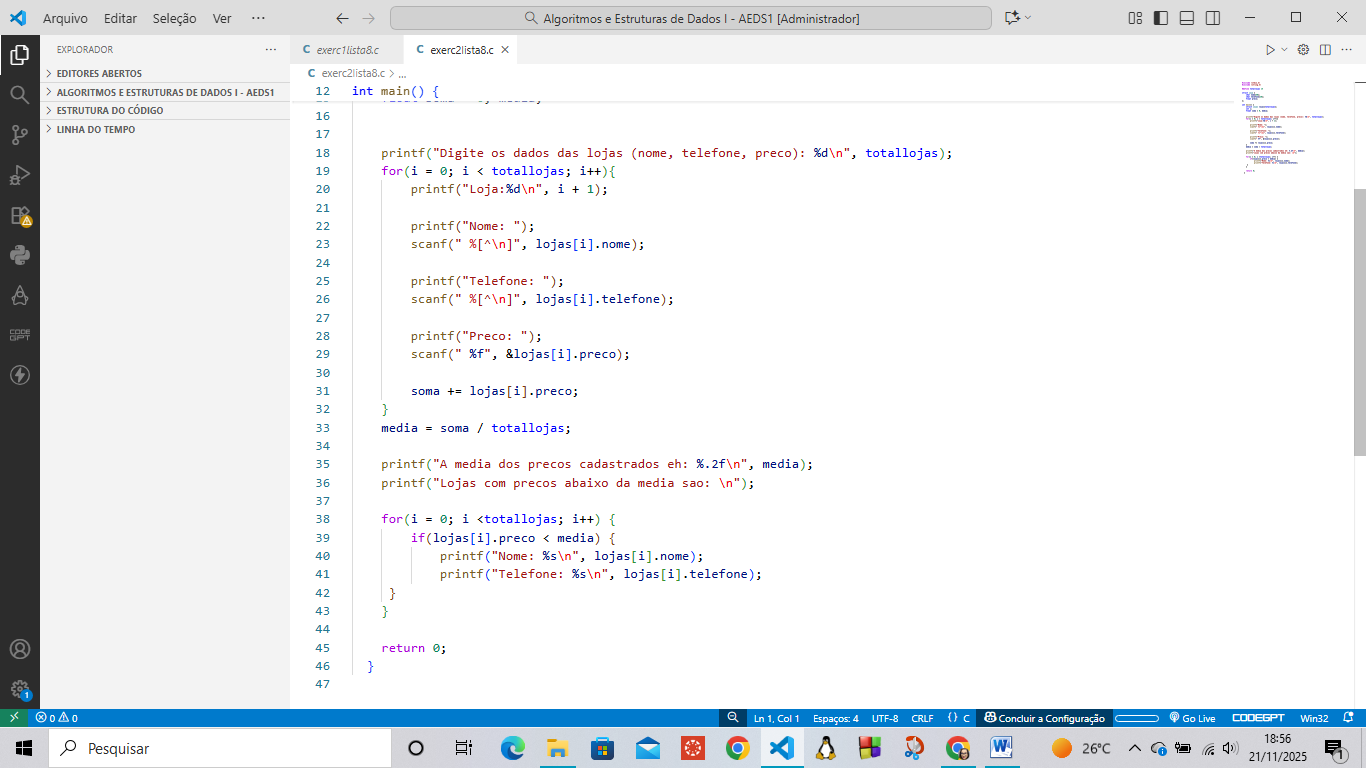 Arquivo Editar Seleção Ver ···
Algoritmos e Estruturas de Dados I - AEDS1 [Administrador]
EXPLORADOR ···
EDITORES ABERTOS
ALGORITMOS E ESTRUTURAS DE DADOS I - AEDS1
ESTRUTURA DO CÓDIGO
LINHA DO TEMPO
C exerc1lista8.c
C exerc2lista8.c ×
C exerc2lista8.c > ...
12 int main() {
16
17
18 printf("Digite os dados das lojas (nome, telefone, preco): %d\n", totallojas);
19 for(i = 0; i < totallojas; i++){
20 printf("Loja:%d\n", i + 1);
21
22 printf("Nome: ");
23 scanf(" %[^\n]", lojas[i].nome);
24
25 printf("Telefone: ");
26 scanf(" %[^\n]", lojas[i].telefone);
27
28 printf("Preco: ");
29 scanf(" %f", &lojas[i].preco);
30
31 soma += lojas[i].preco;
32 }
33 media = soma / totallojas;
34
35 printf("A media dos precos cadastrados eh: %.2f\n", media);
36 printf("Lojas com precos abaixo da media sao: \n");
37
38 for(i = 0; i <totallojas; i++) {
39 if(lojas[i].preco < media) {
40 printf("Nome: %s\n", lojas[i].nome);
41 printf("Telefone: %s\n", lojas[i].telefone);
42 }
43 }
44
45 return 0;
46 }
47
CODE GPT
1
0 0 Ln 1, Col 1 Espaços: 4 UTF-8 CRLF {} C Concluir a Configuração Go Live CODEGPT Win32
Pesquisar
26°C
18:56
21/11/2025
1